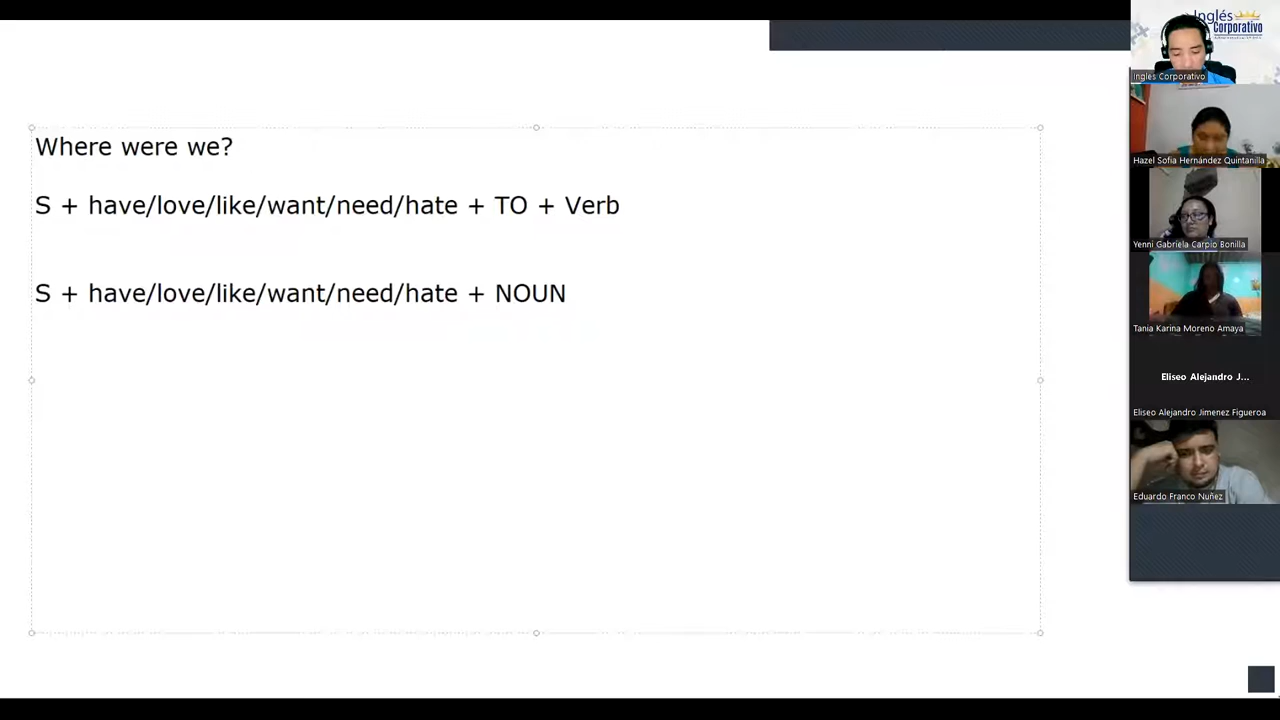 Where were we?
S + have/love/like/want/need/hate + TO + Verb
S + have/love/like/want/need/hate + NOUN
Inglés
Corporativo
Ingles Corporativo
Hazel Sofia Hernández Quintanilla
Yenni Gabriela Carpio Bonilla
Tania Karina Moreno Amaya
Eliseo Alejandro J...
Eliseo Alejandro Jimenez Figueroa
Eduardo Franco Nuñez